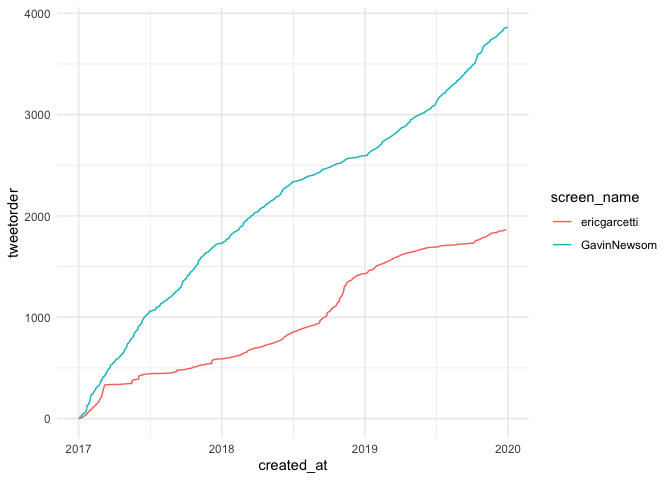 4000
3000
2000
1000
0
tweetorder
2017 2018 2019 2020
created_at
screen_name
ericgarcetti
GavinNewsom